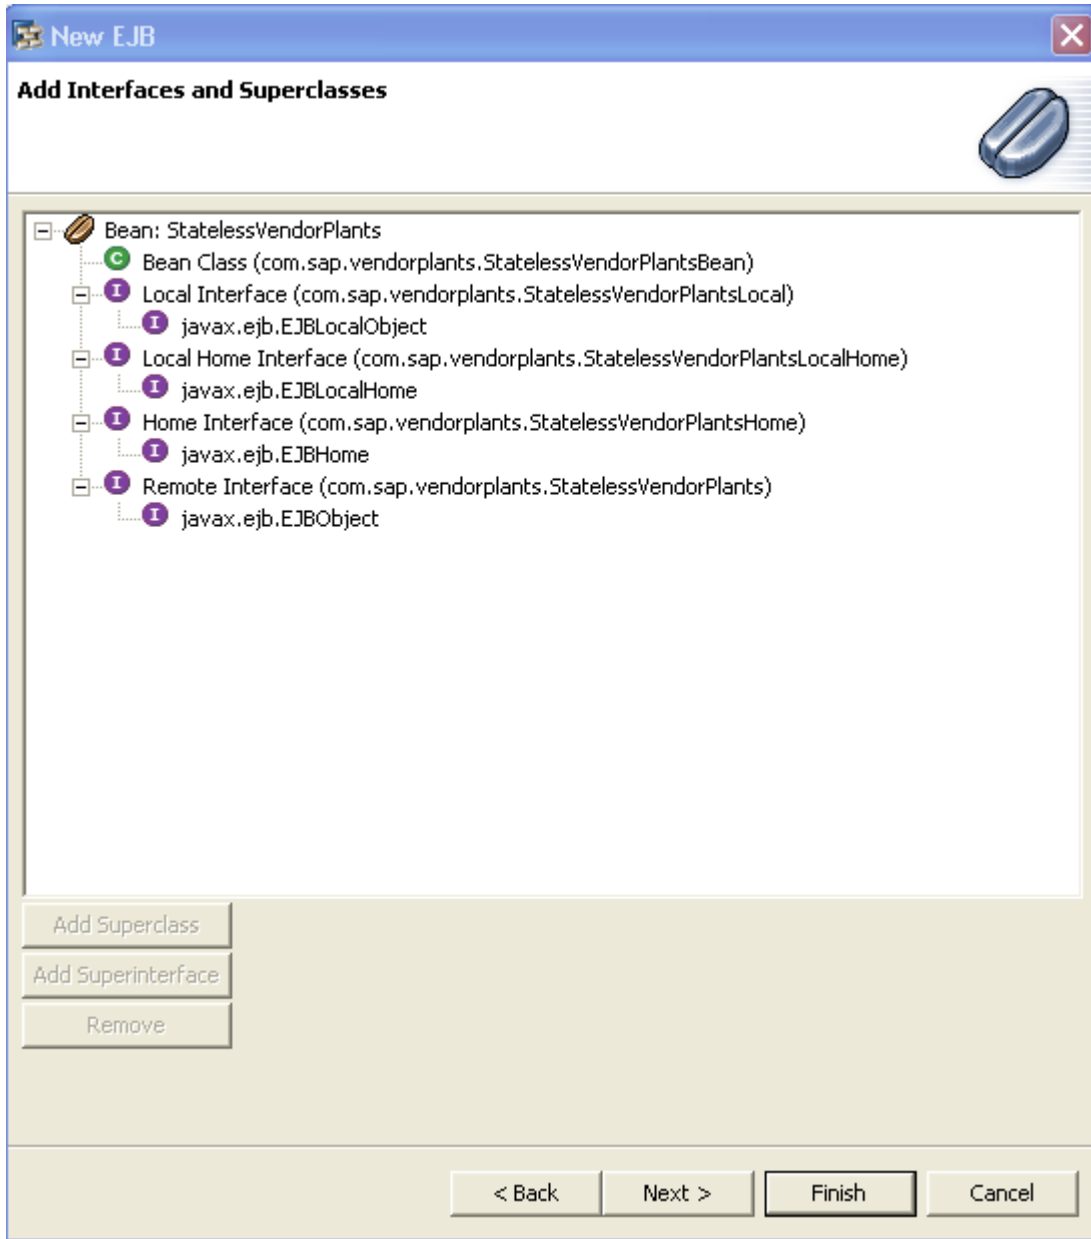 New EJB
Add Interfaces and Superclasses
Bean: StatelessVendorPlants
C Bean Class (com.sap.vendorplants.StatelessVendorPlantsBean)
I Local Interface (com.sap.vendorplants.StatelessVendorPlantsLocal)
I javax.ejb.EJBLocalObject
I Local Home Interface (com.sap.vendorplants.StatelessVendorPlantsLocalHome)
I javax.ejb.EJBLocalHome
I Home Interface (com.sap.vendorplants.StatelessVendorPlantsHome)
I javax.ejb.EJBHome
I Remote Interface (com.sap.vendorplants.StatelessVendorPlants)
I javax.ejb.EJBObject
Add Superclass
Add Superinterface
Remove
< Back Next > Finish Cancel